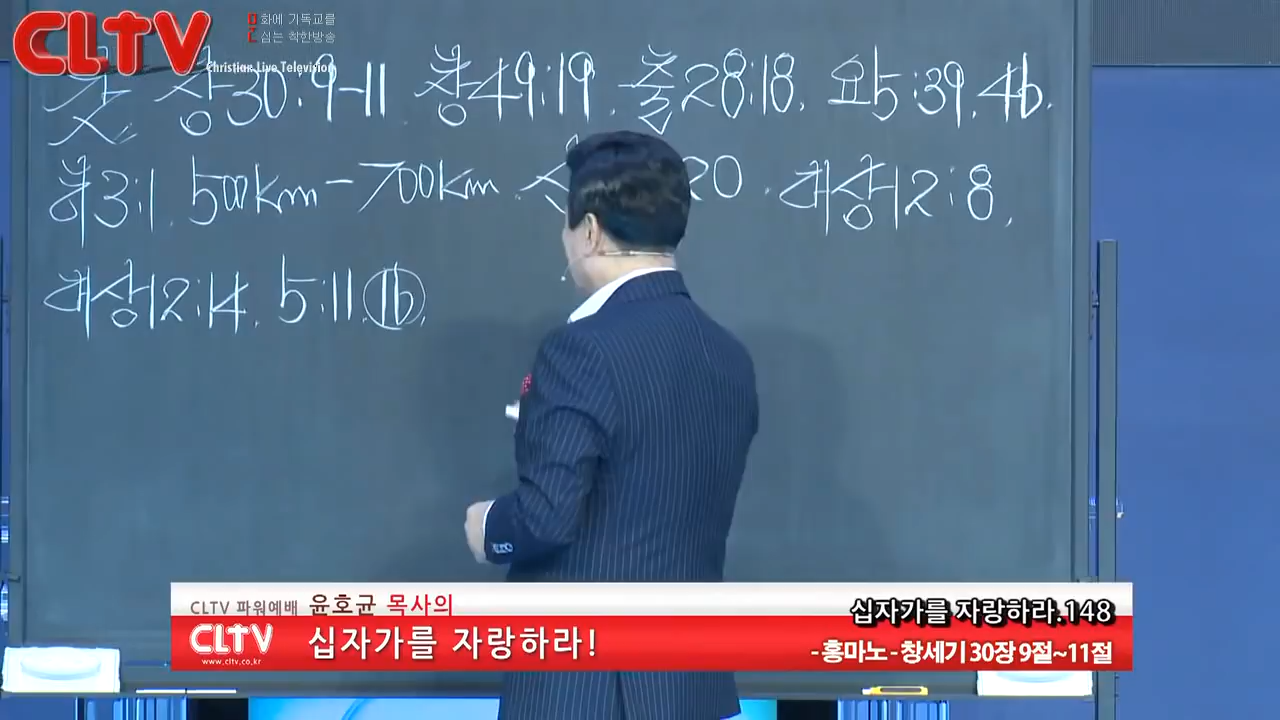 CLTV
문화에 기독교를
심는 착한방송
Christian Live Television
갓 창30:9-11. 창49:19. 출28:18. 요5:39. 46.
히3:1. 500km-700km. 수 20. 대상12:8.
대상12:14. 5:11. 16.
CLTV 파워예배 윤호균 목사의
십자가를 자랑하라.148
CLTV
www.cltv.co.kr
십자가를 자랑하라!
- 홍마노 - 창세기 30장 9절~11절